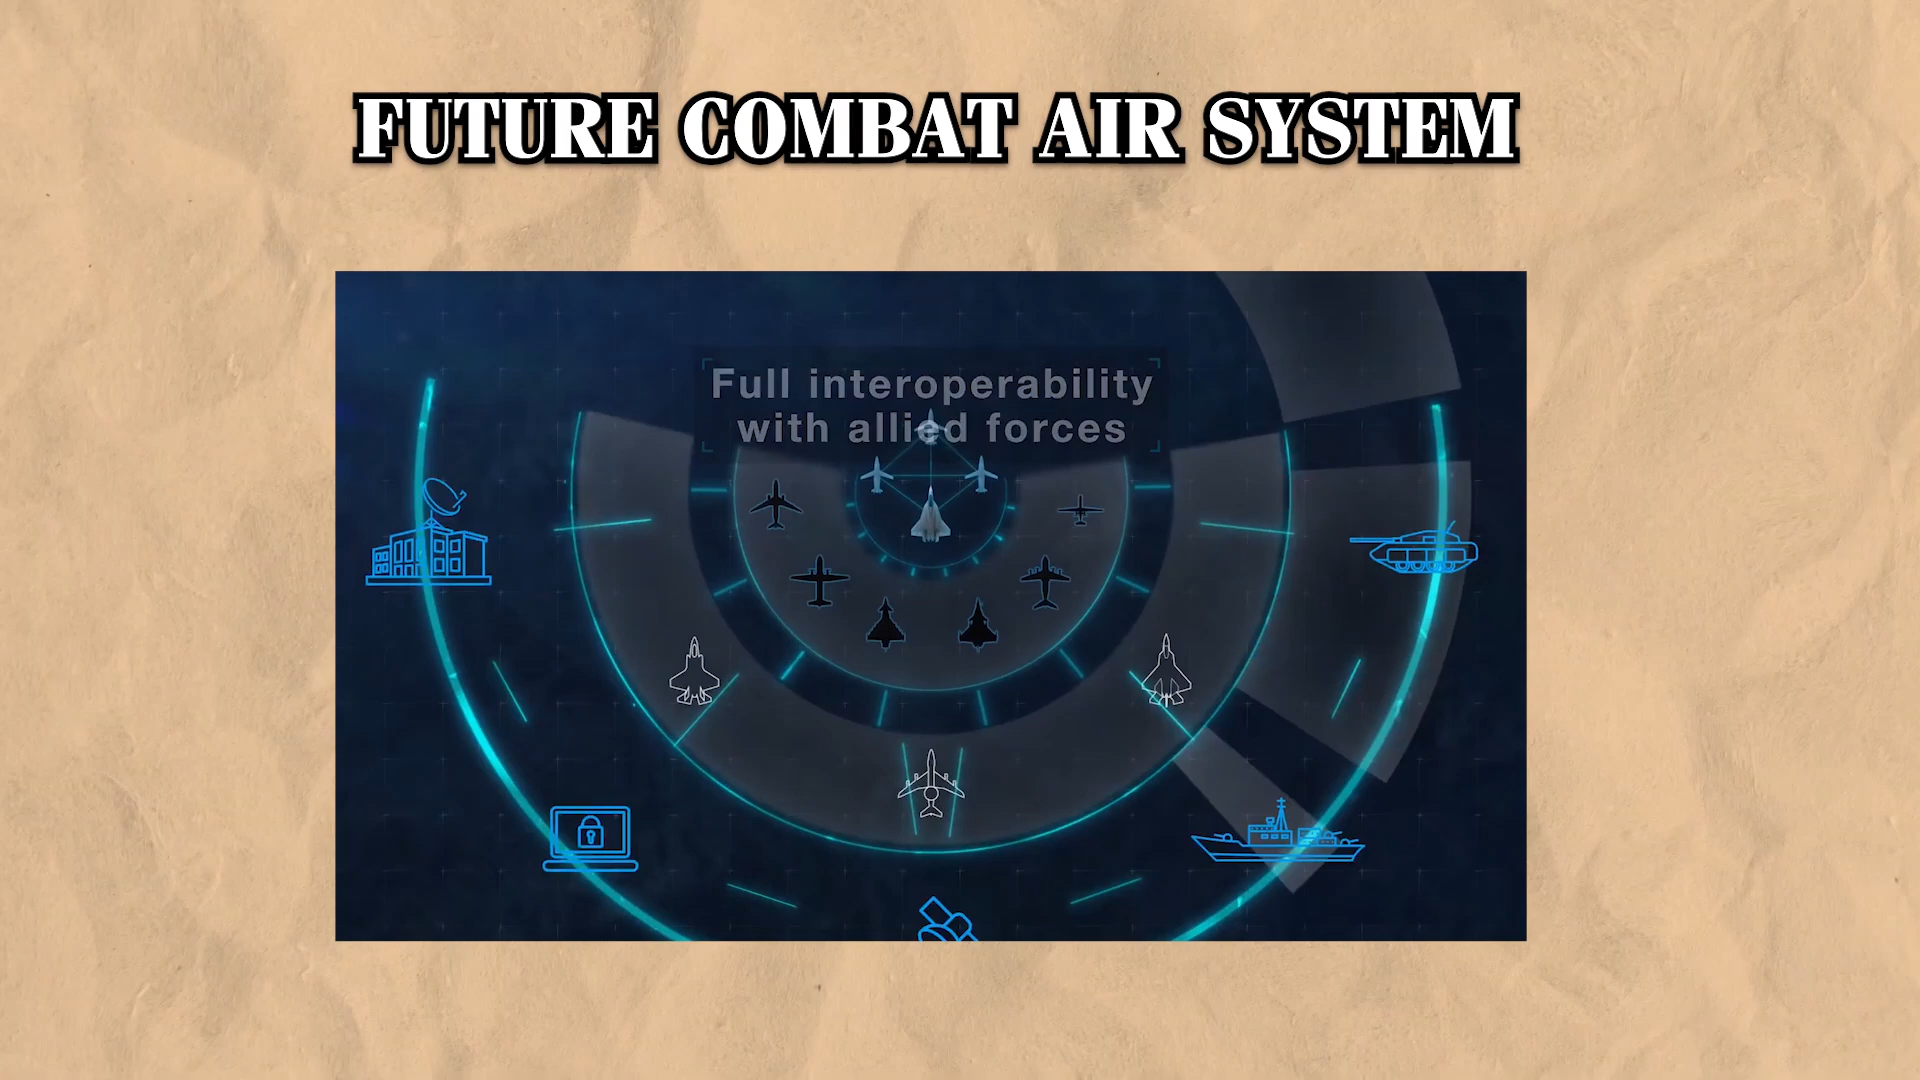 FUTURE COMBAT AIR SYSTEM
Full interoperability
with allied forces